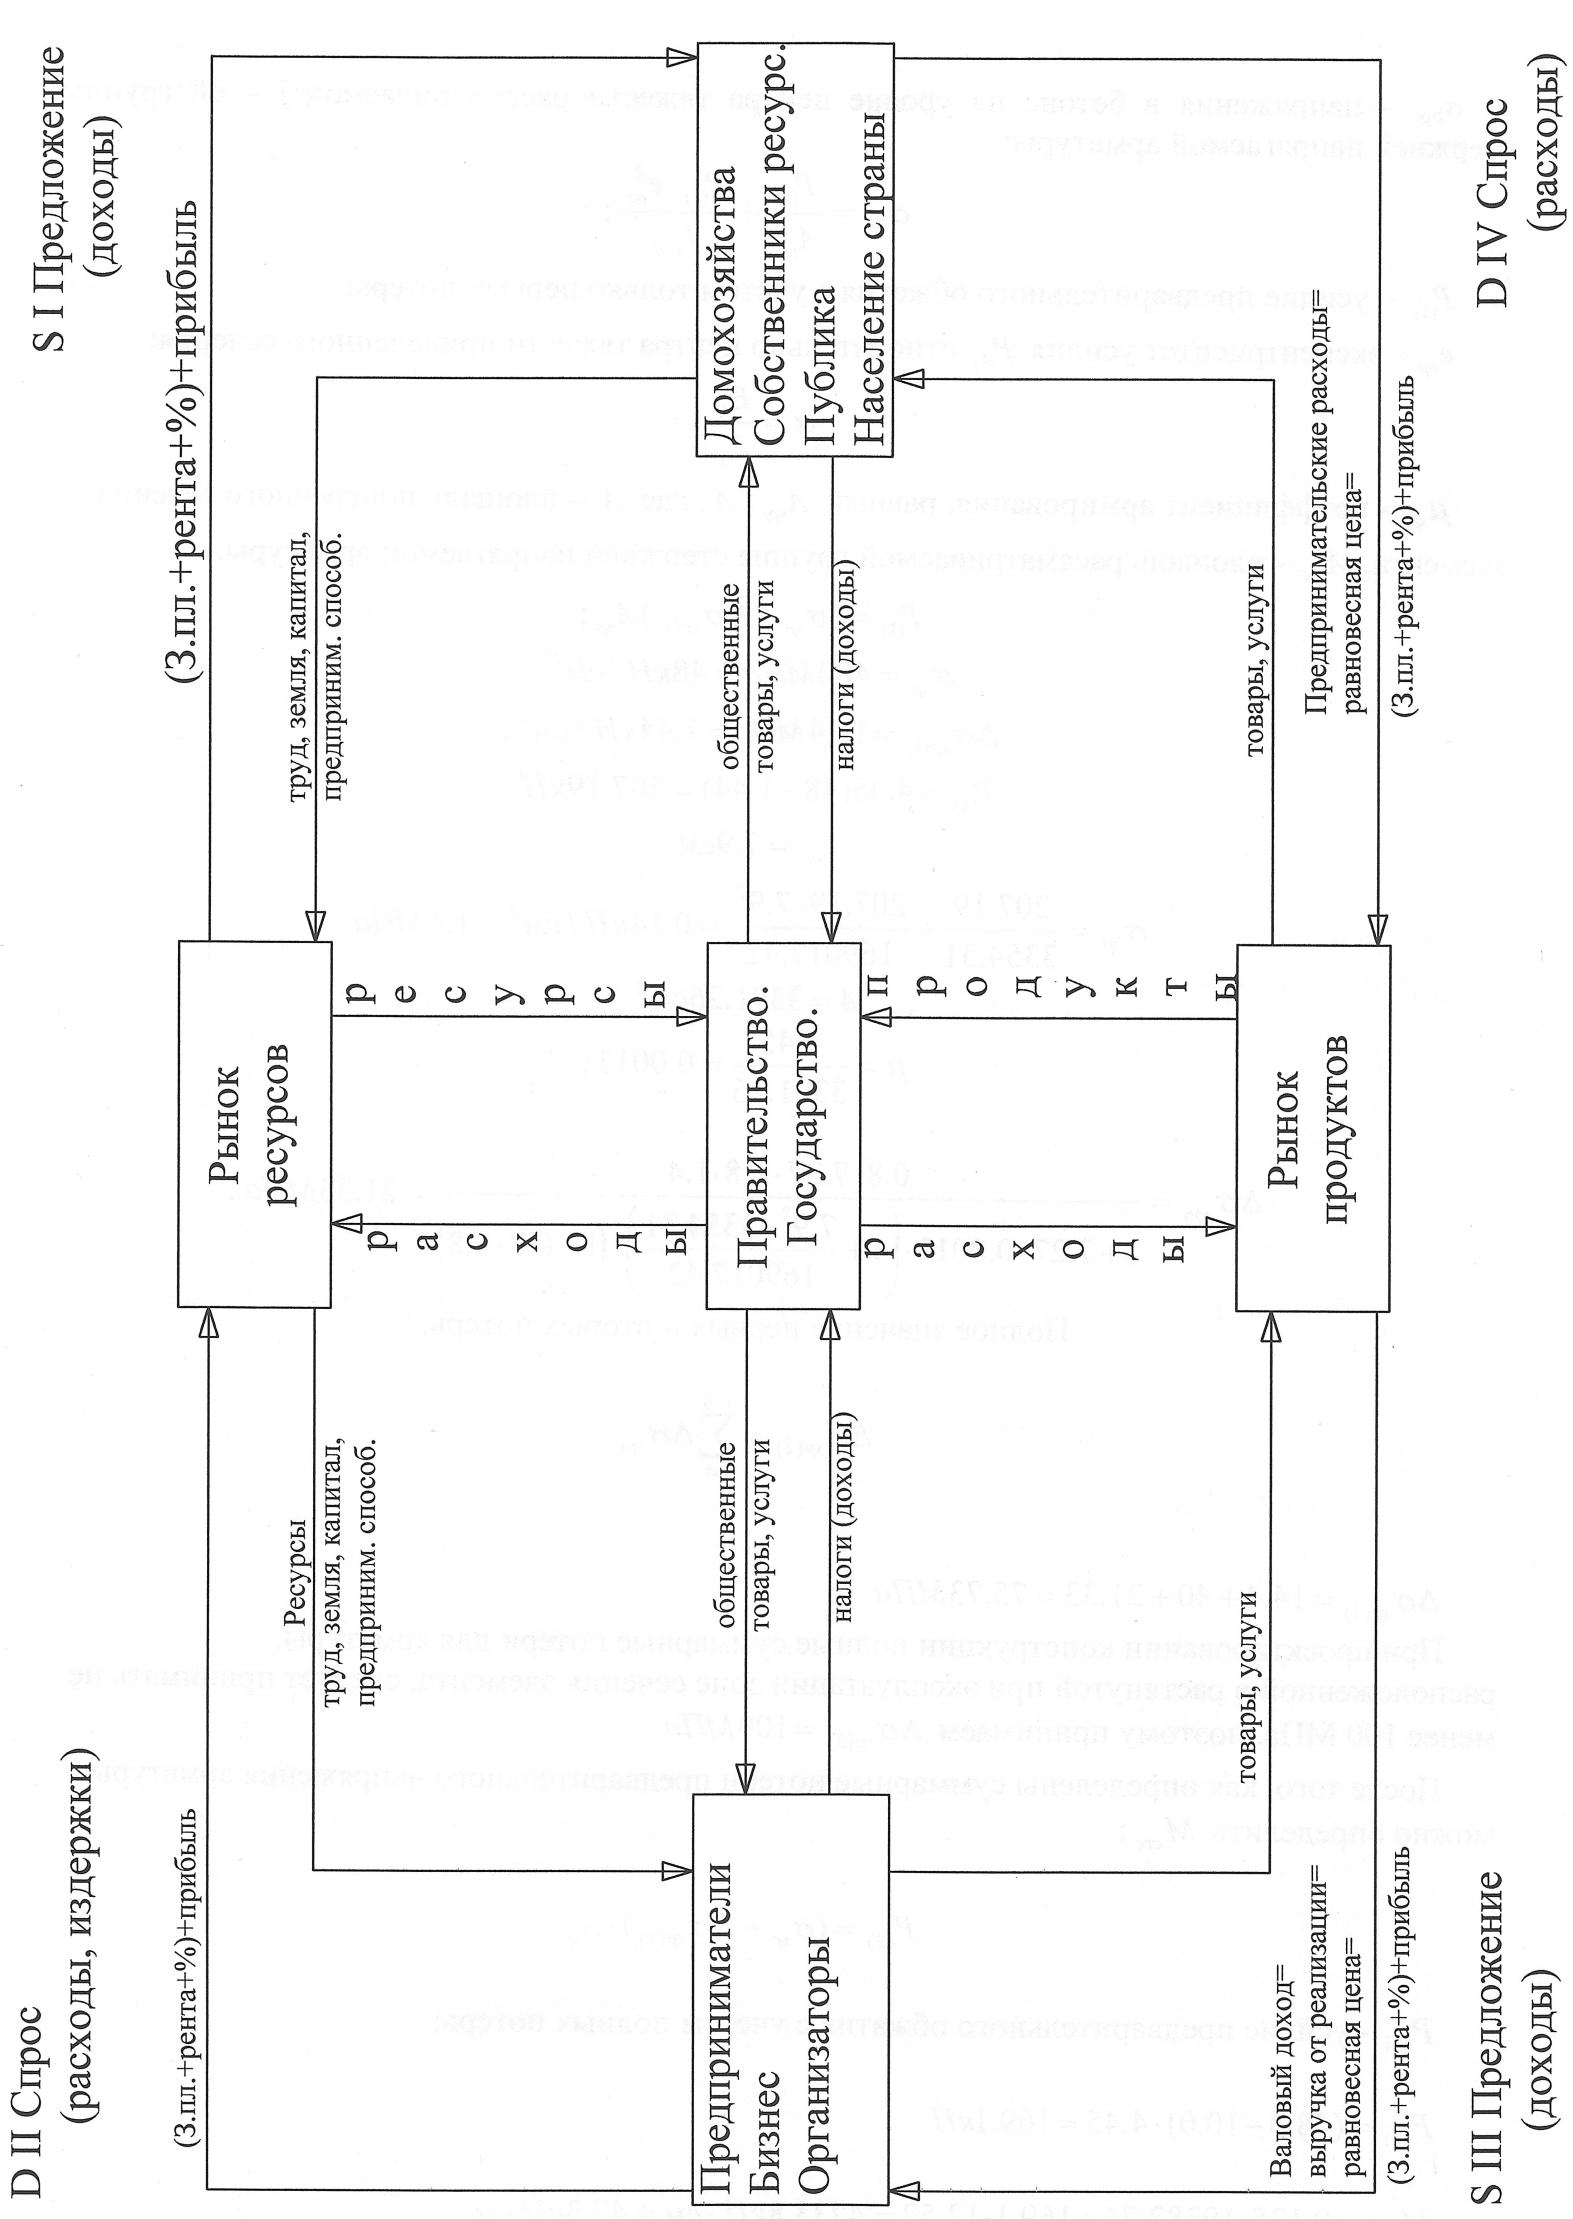 D II Спрос
(расходы, издержки)
S I Предложение
(доходы)
(З.пл.+рента+%)+прибыль
(З.пл.+рента+%)+прибыль
Ресурсы
труд, земля, капитал,
предприним. способ.
труд, земля, капитал,
предприним. способ.
Рынок
ресурсов
расходы
ресурсы
Предприниматели
Бизнес
Организаторы
общественные
товары, услуги
налоги (доходы)
Правительство.
Государство.
общественные
товары, услуги
налоги (доходы)
Домохозяйства
Собственники ресурс.
Публика
Население страны
расходы
продукты
товары, услуги
товары, услуги
Рынок
продуктов
Валовый доход=
выручка от реализации=
равновесная цена=
(З.пл.+рента+%)+прибыль
Предпринимательские расходы=
равновесная цена=
(З.пл.+рента+%)+прибыль
S III Предложение
(доходы)
D IV Спрос
(расходы)